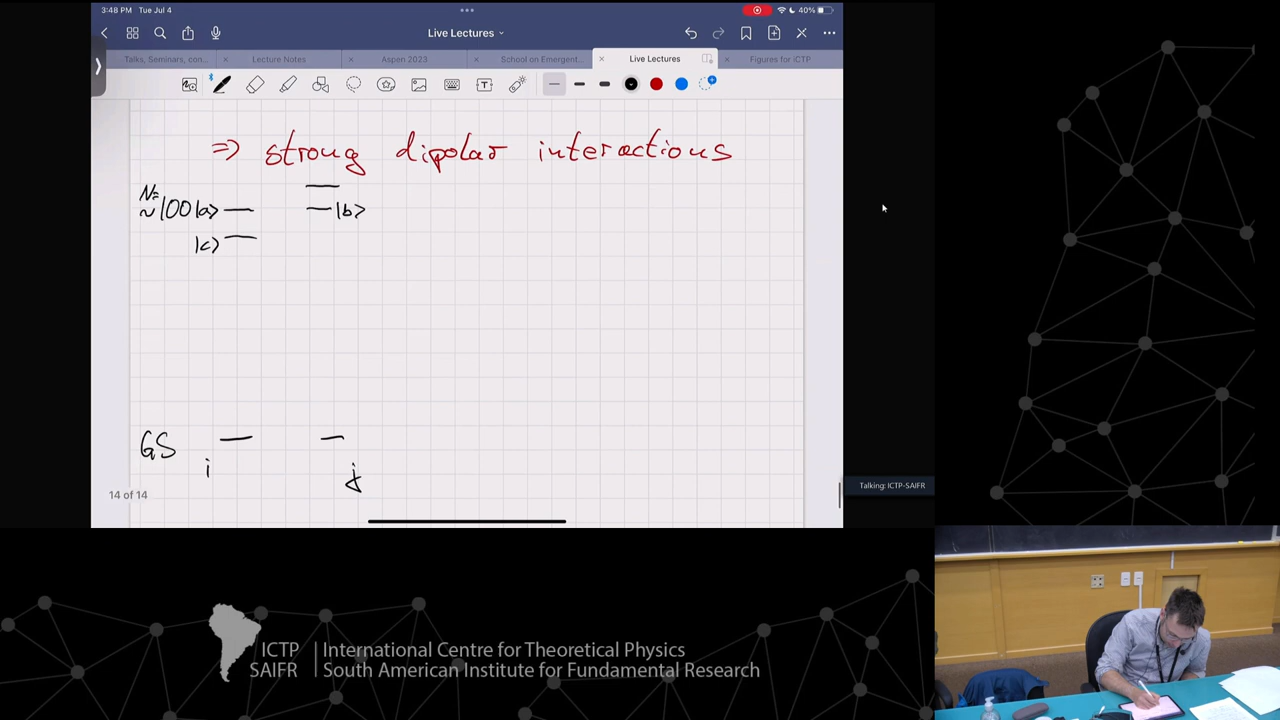 3:48 PM Tue Jul 4
40%
Live Lectures
Talks, Seminars, con...
Lecture Notes
Aspen 2023
School on Emergent...
Live Lectures
Figures for iCTP
⇒ strong dipolar interactions
N=
~100 |a>
|b>
|c>
GS
i
j
14 of 14
Talking: ICTP-SAIFR
ICTP
SAIFR
International Centre for Theoretical Physics
South American Institute for Fundamental Research